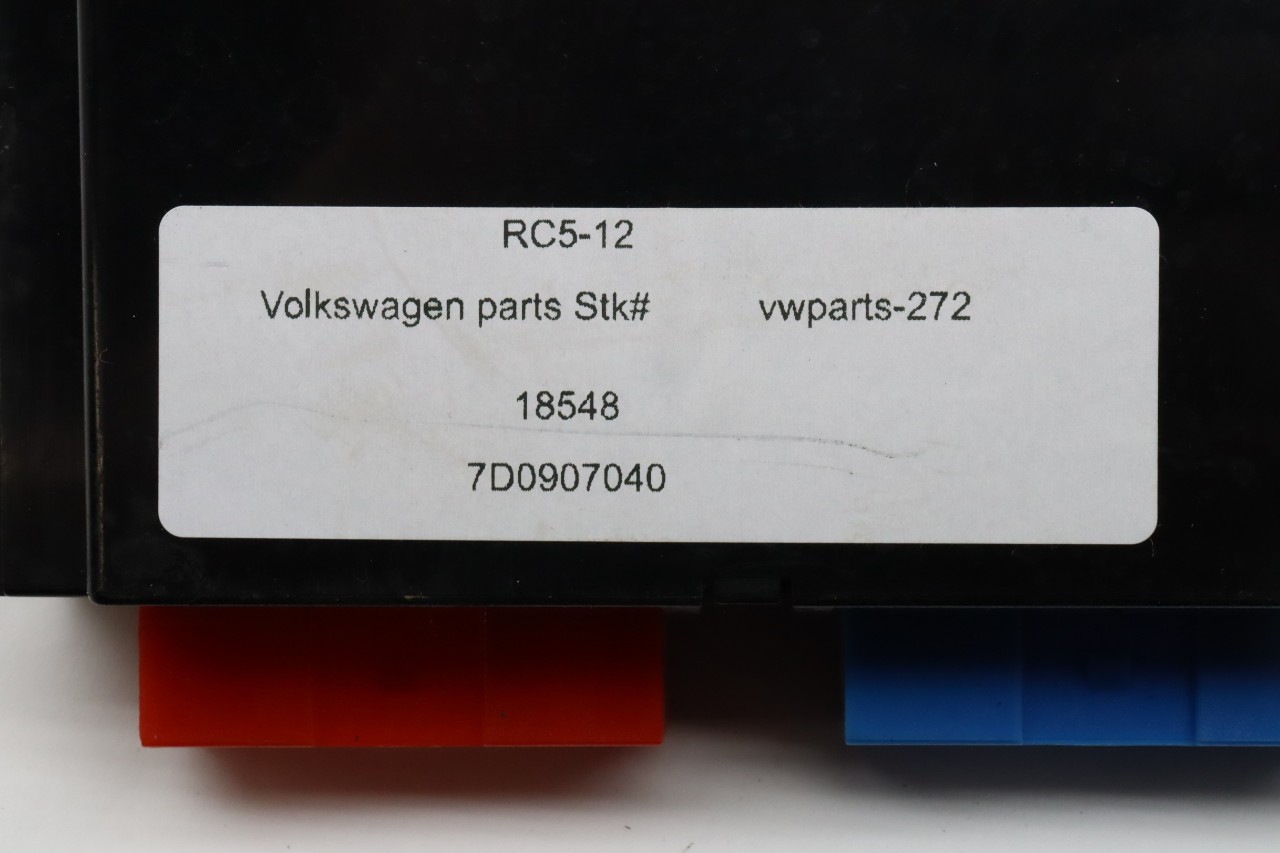 RC5-12
Volkswagen parts Stk# vwparts-272
18548
7D0907040